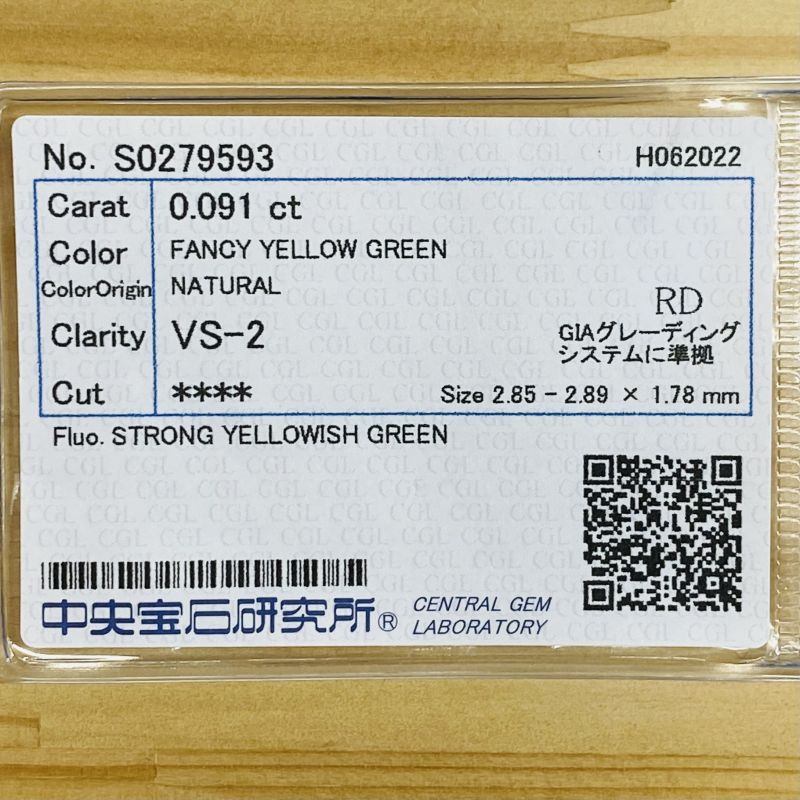 No. S0279593
H062022
Carat 0.091 ct
Color FANCY YELLOW GREEN
ColorOrigin NATURAL
RD
Clarity VS-2
GIAグレーディング
システムに準拠
Cut ****
Size 2.85 - 2.89 × 1.78 mm
Fluo. STRONG YELLOWISH GREEN
中央宝石研究所® CENTRAL GEM
LABORATORY